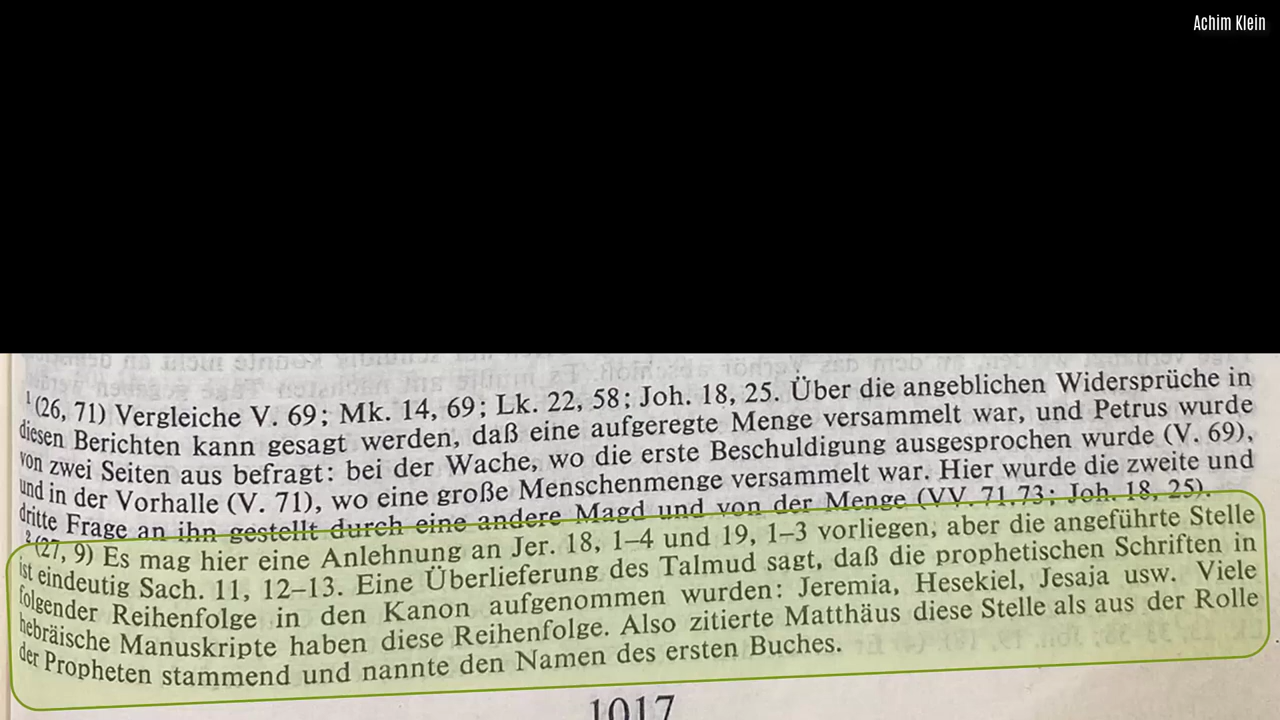 Achim Klein
¹(26, 71) Vergleiche V. 69; Mk. 14, 69; Lk. 22, 58; Joh. 18, 25. Über die angeblichen Widersprüche in
diesen Berichten kann gesagt werden, daß eine aufgeregte Menge versammelt war, und Petrus wurde
von zwei Seiten aus befragt: bei der Wache, wo die erste Beschuldigung ausgesprochen wurde (V. 69),
und in der Vorhalle (V. 71), wo eine große Menschenmenge versammelt war. Hier wurde die zweite und
dritte Frage an ihn gestellt durch eine andere Magd und von der Menge (VV. 71.73; Joh. 18, 25).
²(27, 9) Es mag hier eine Anlehnung an Jer. 18, 1–4 und 19, 1–3 vorliegen, aber die angeführte Stelle
ist eindeutig Sach. 11, 12–13. Eine Überlieferung des Talmud sagt, daß die prophetischen Schriften in
folgender Reihenfolge in den Kanon aufgenommen wurden: Jeremia, Hesekiel, Jesaja usw. Viele
hebräische Manuskripte haben diese Reihenfolge. Also zitierte Matthäus diese Stelle als aus der Rolle
der Propheten stammend und nannte den Namen des ersten Buches.
1017